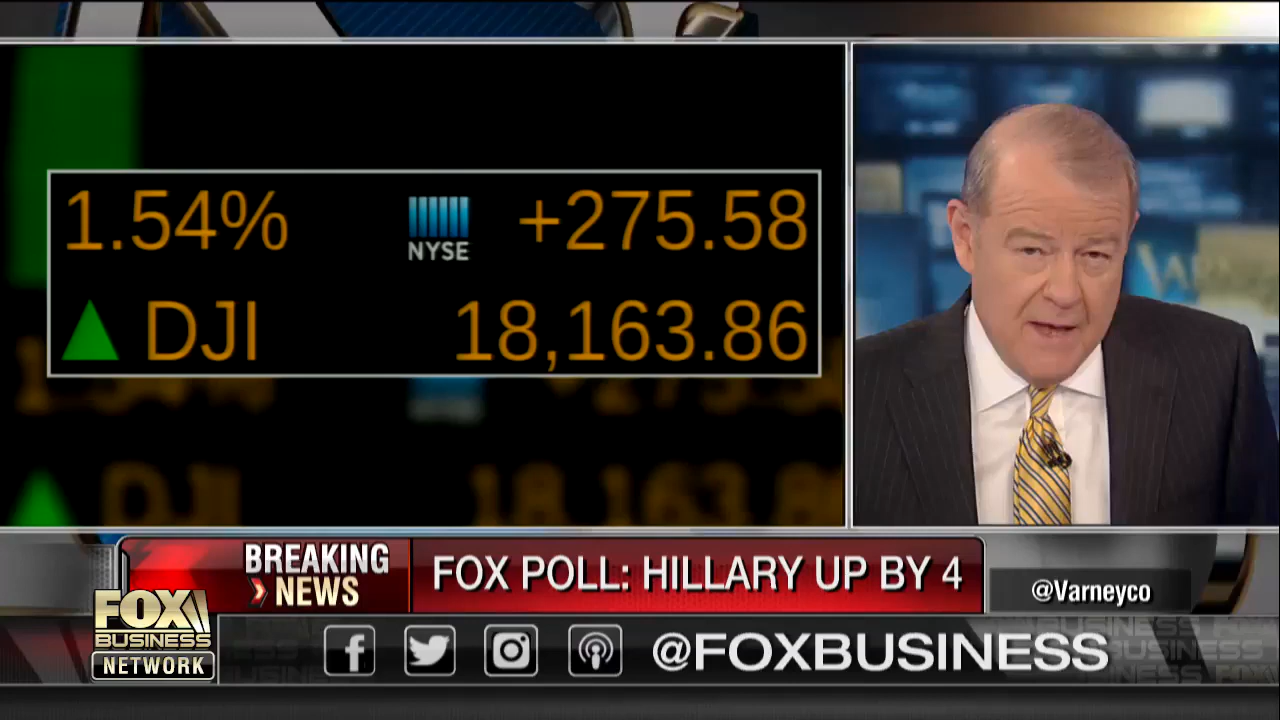 1.54%
NYSE
+275.58
DJI
18,163.86
BREAKING
NEWS
FOX POLL: HILLARY UP BY 4
@Varneyco
FOX
BUSINESS
NETWORK
@FOXBUSINESS